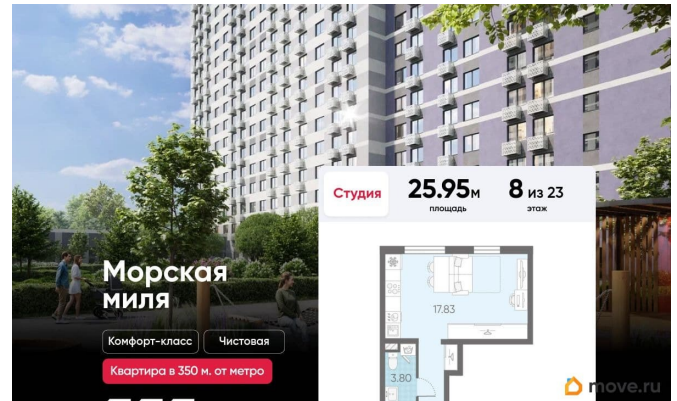 Студия
25.95м
площадь
8 из 23
этаж
Морская
миля
17.83
3.80
Комфорт-класс
Чистовая
Квартира в 350 м. от метро
move.ru